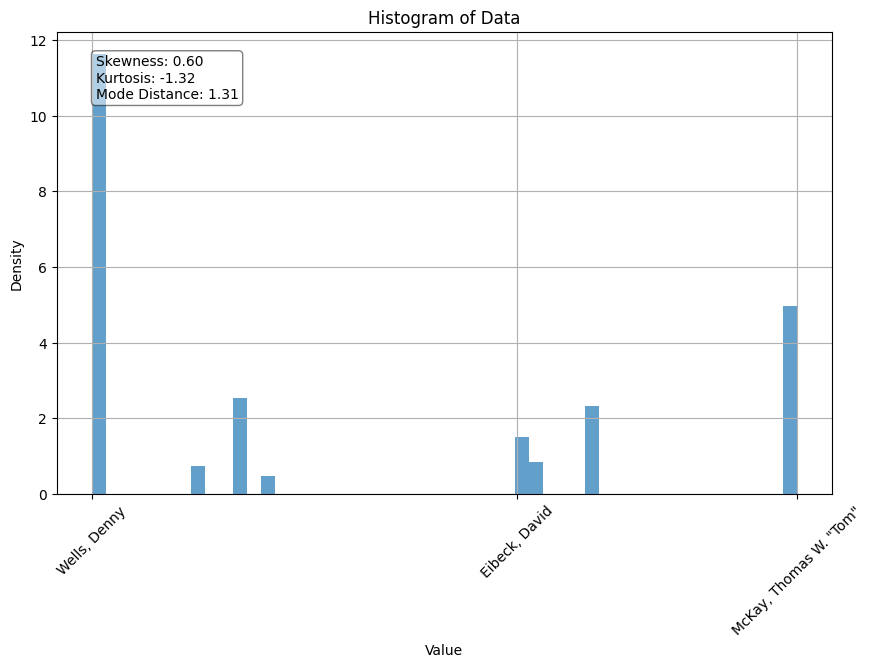 Histogram of Data
12
10
8
6
4
2
0
Density
Skewness: 0.60
Kurtosis: -1.32
Mode Distance: 1.31
Wells, Denny
Eibeck, David
McKay, Thomas W. "Tom"
Value